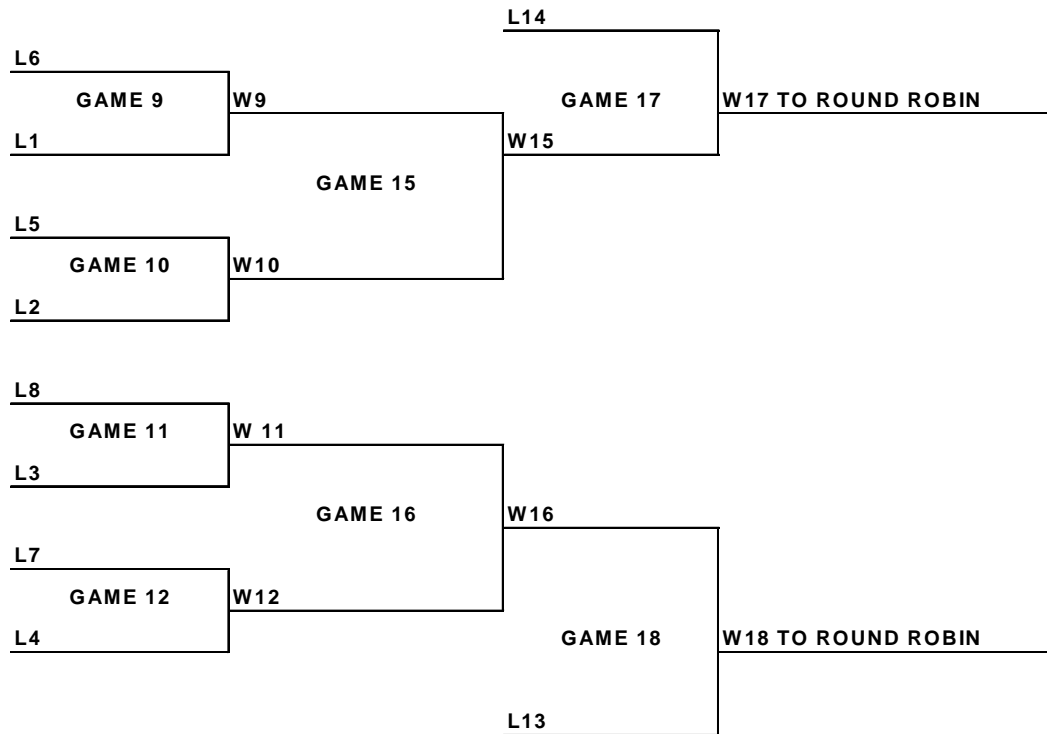 L14
L6
GAME 9
W9
GAME 17
W17 TO ROUND ROBIN
L1
W15
GAME 15
L5
GAME 10
W10
L2
L8
GAME 11
W 11
L3
GAME 16
W16
L7
GAME 12
W12
L4
GAME 18
W18 TO ROUND ROBIN
L13